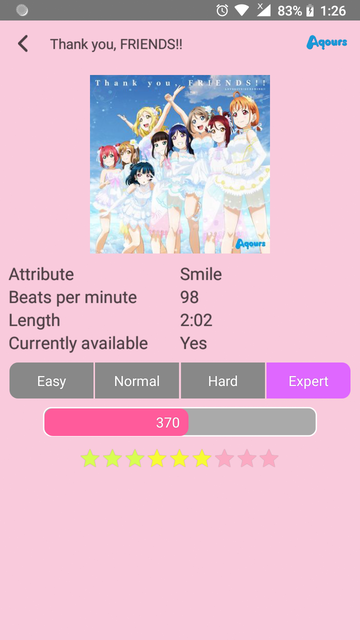 83% 1:26
Thank you, FRIENDS!!
Aqours
Thank you, FRIENDS!!
Aqours
Attribute Smile
Beats per minute 98
Length 2:02
Currently available Yes
Easy Normal Hard Expert
370